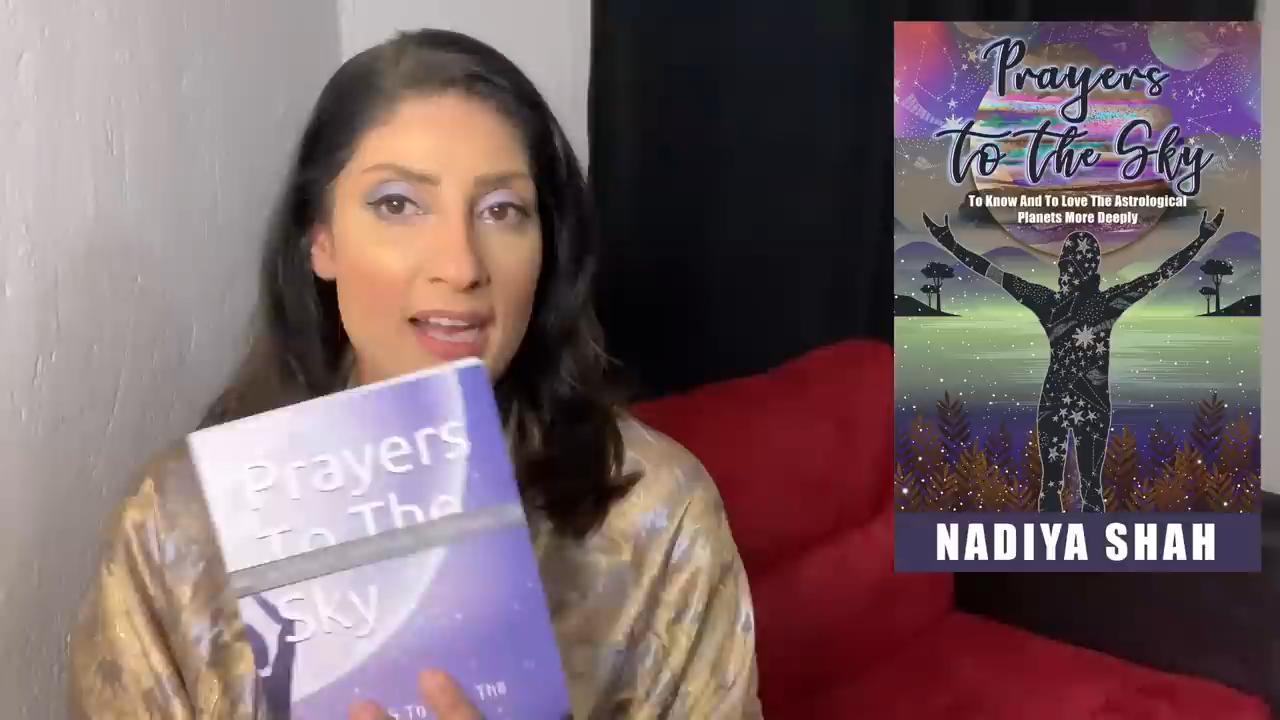 Prayers
To The
Sky
To
The
Prayers
to the Sky
To Know And To Love The Astrological
Planets More Deeply
NADIYA SHAH